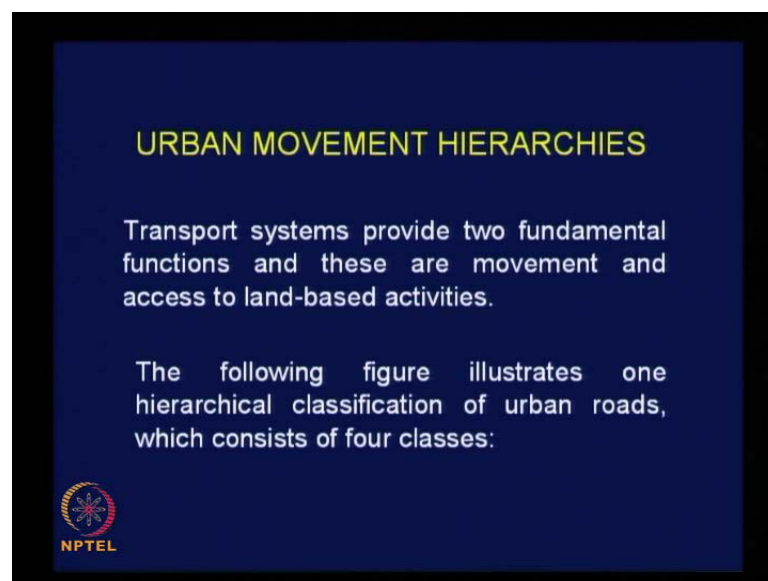 URBAN MOVEMENT HIERARCHIES
Transport systems provide two fundamental
functions and these are movement and
access to land-based activities.
The following figure illustrates one
hierarchical classification of urban roads,
which consists of four classes:
NPTEL